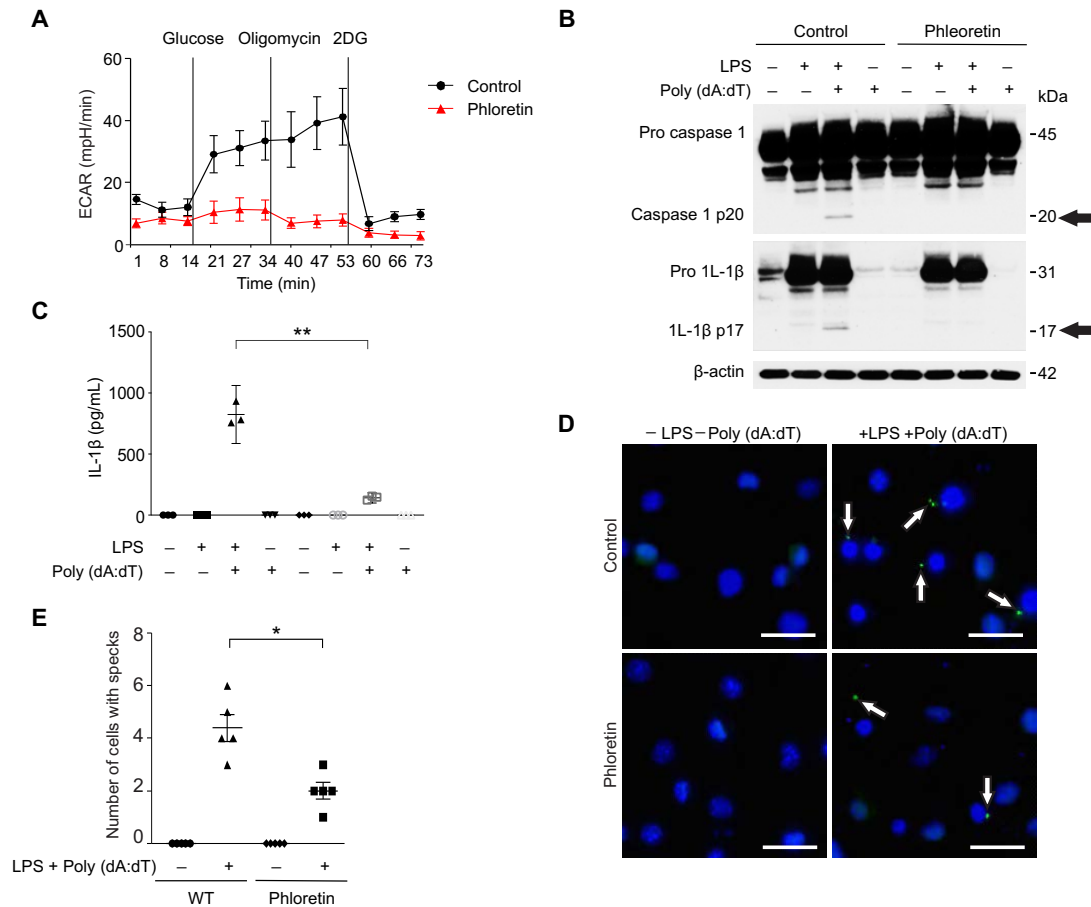 A
Glucose Oligomycin 2DG
60
40
20
0
ECAR (mpH/min)
1 8 14 21 27 34 40 47 53 60 66 73
Time (min)
Control
Phloretin
B
Control Phleoretin
LPS – + + – – + + –
Poly (dA:dT) – – + + – – + +
kDa
Pro caspase 1
45
Caspase 1 p20
20
Pro 1L-1β
31
1L-1β p17
17
β-actin
42
C
1500
1000
500
0
IL-1β (pg/mL)
**
LPS – + + – – + + –
Poly (dA:dT) – – + + – – + +
D
– LPS – Poly (dA:dT) +LPS +Poly (dA:dT)
Control
Phloretin
E
8
6
4
2
0
Number of cells with specks
*
LPS + Poly (dA:dT) – + – +
WT Phloretin